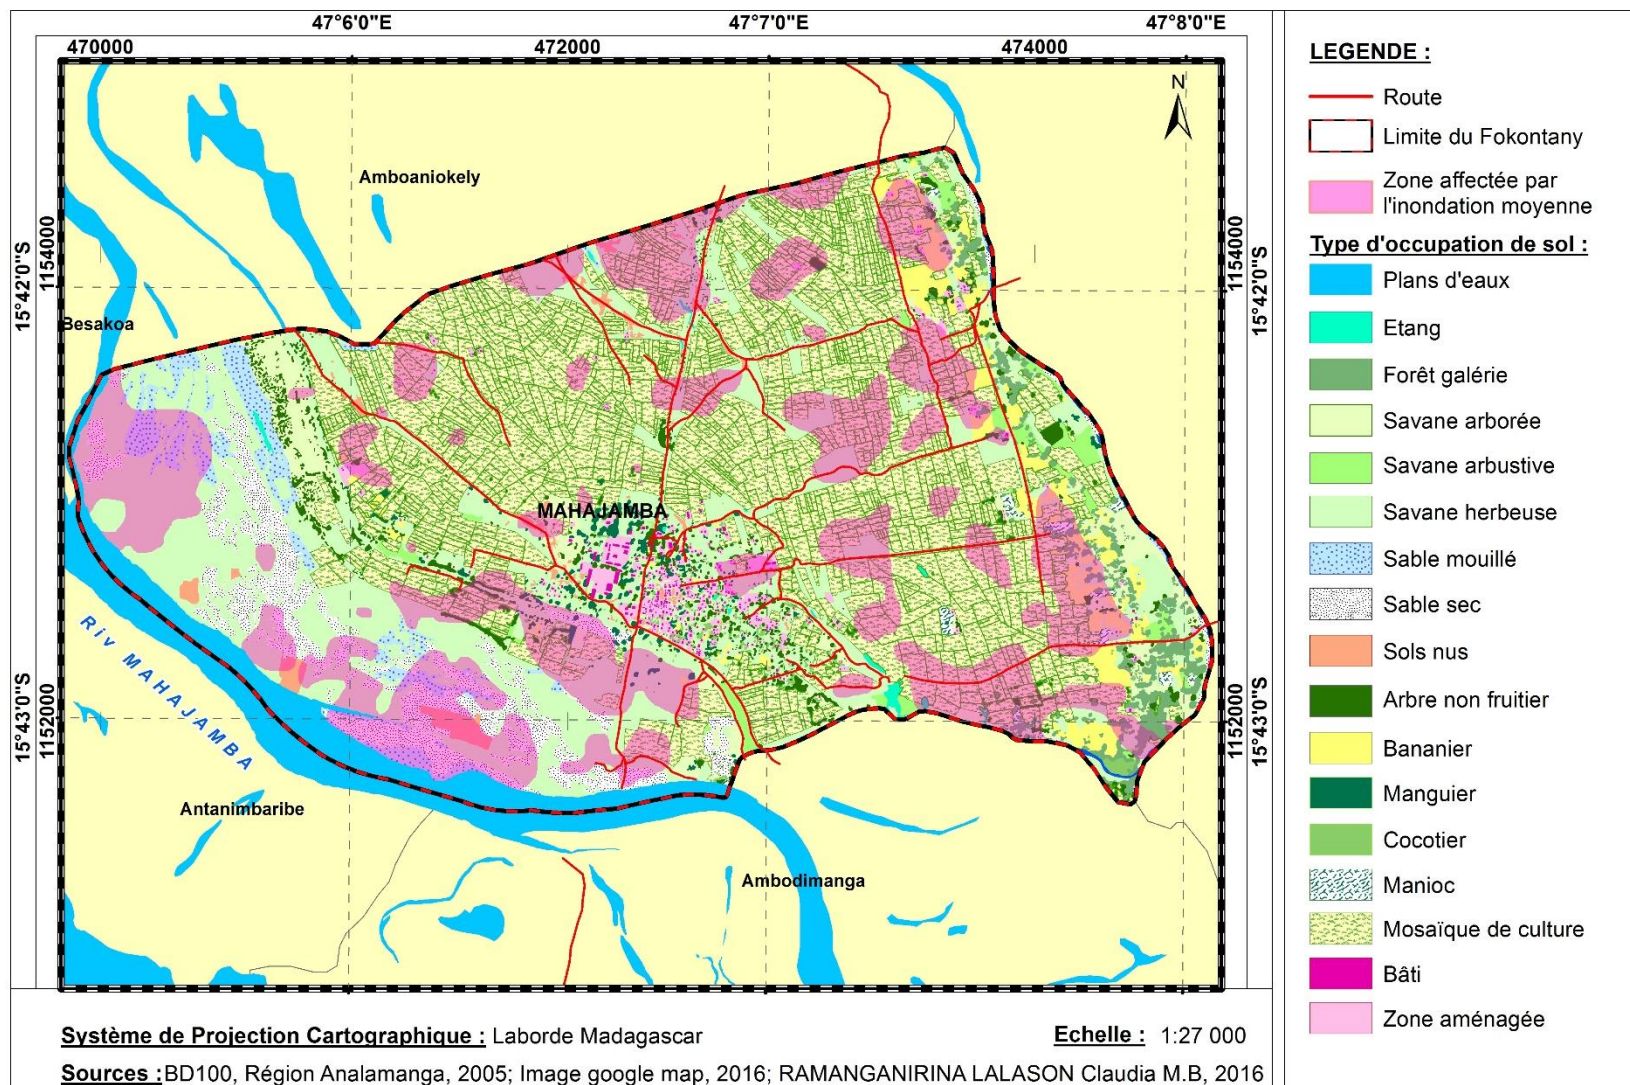 47°6'0"E
47°7'0"E
47°8'0"E
470000
472000
474000
15°42'0"S
1154000
15°43'0"S
1152000
1154000
15°42'0"S
1152000
15°43'0"S
N
Amboaniokely
Besakoa
MAHAJAMBA
Riv MAHAJAMBA
Antanimbaribe
Ambodimanga
LEGENDE :
Route
Limite du Fokontany
Zone affectée par
l'inondation moyenne
Type d'occupation de sol :
Plans d'eaux
Etang
Forêt galérie
Savane arborée
Savane arbustive
Savane herbeuse
Sable mouillé
Sable sec
Sols nus
Arbre non fruitier
Bananier
Manguier
Cocotier
Manioc
Mosaïque de culture
Bâti
Zone aménagée
Système de Projection Cartographique : Laborde Madagascar
Echelle : 1:27 000
Sources :BD100, Région Analamanga, 2005; Image google map, 2016; RAMANGANIRINA LALASON Claudia M.B, 2016